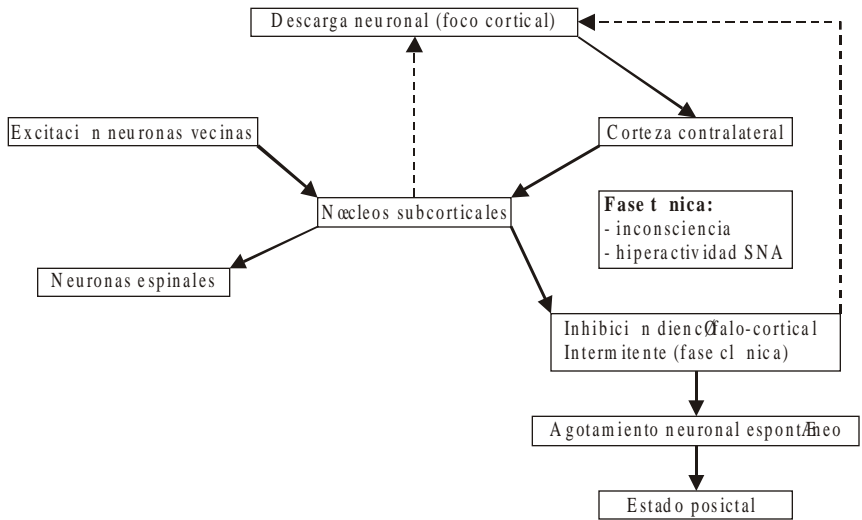 Descarga neuronal (foco cortical)
Excitaci n neuronas vecinas
Corteza contralateral
Nœcleos subcorticales
Fase t nica:
- inconsciencia
- hiperactividad SNA
Neuronas espinales
Inhibici n diencØfalo-cortical
Intermitente (fase cl nica)
Agotamiento neuronal espontÆneo
Estado posictal